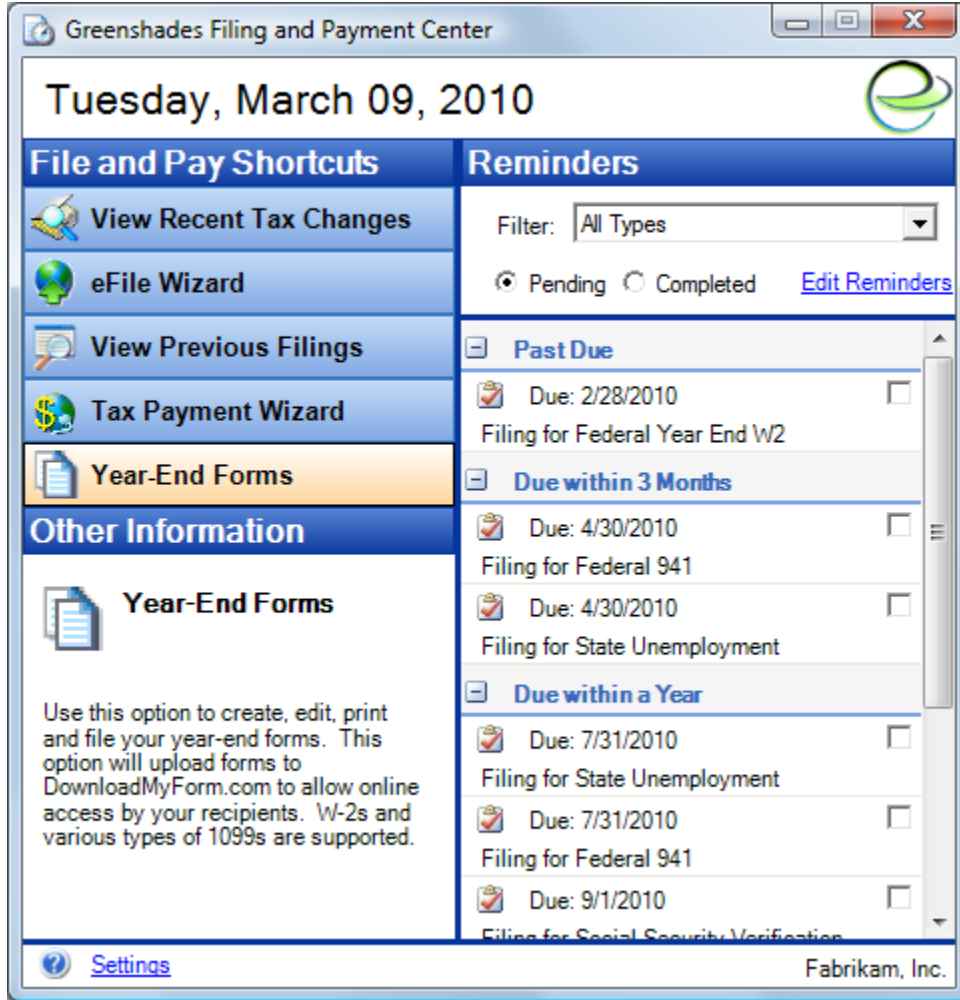 Greenshades Filing and Payment Center
Tuesday, March 09, 2010
File and Pay Shortcuts
View Recent Tax Changes
eFile Wizard
View Previous Filings
Tax Payment Wizard
Year-End Forms
Other Information
Year-End Forms
Use this option to create, edit, print
and file your year-end forms. This
option will upload forms to
DownloadMyForm.com to allow online
access by your recipients. W-2s and
various types of 1099s are supported.
Reminders
Filter: All Types
Pending Completed Edit Reminders
Past Due
Due: 2/28/2010
Filing for Federal Year End W2
Due within 3 Months
Due: 4/30/2010
Filing for Federal 941
Due: 4/30/2010
Filing for State Unemployment
Due within a Year
Due: 7/31/2010
Filing for State Unemployment
Due: 7/31/2010
Filing for Federal 941
Due: 9/1/2010
Filing for Social Security Verification
Settings
Fabrikam, Inc.